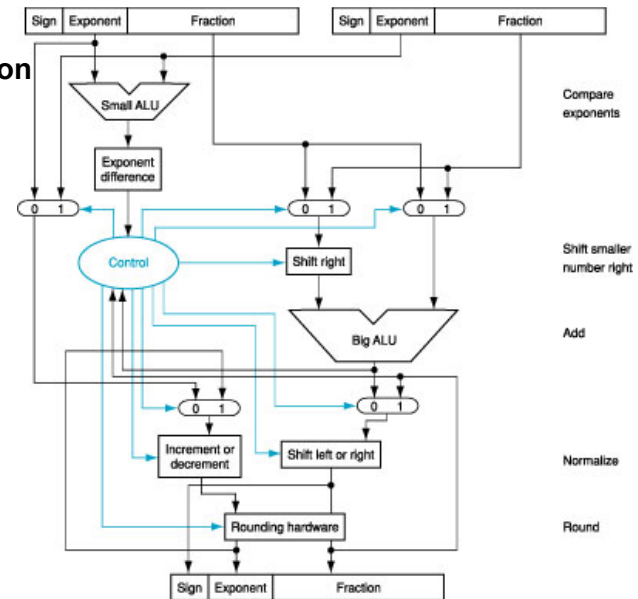 Sign Exponent Fraction Sign Exponent Fraction
on
Small ALU
Compare
exponents
Exponent
difference
0 1 0 1 0 1
Control
Shift right
Shift smaller
number right
Big ALU
Add
0 1 0 1
Increment or
decrement
Shift left or right
Normalize
Rounding hardware
Round
Sign Exponent Fraction